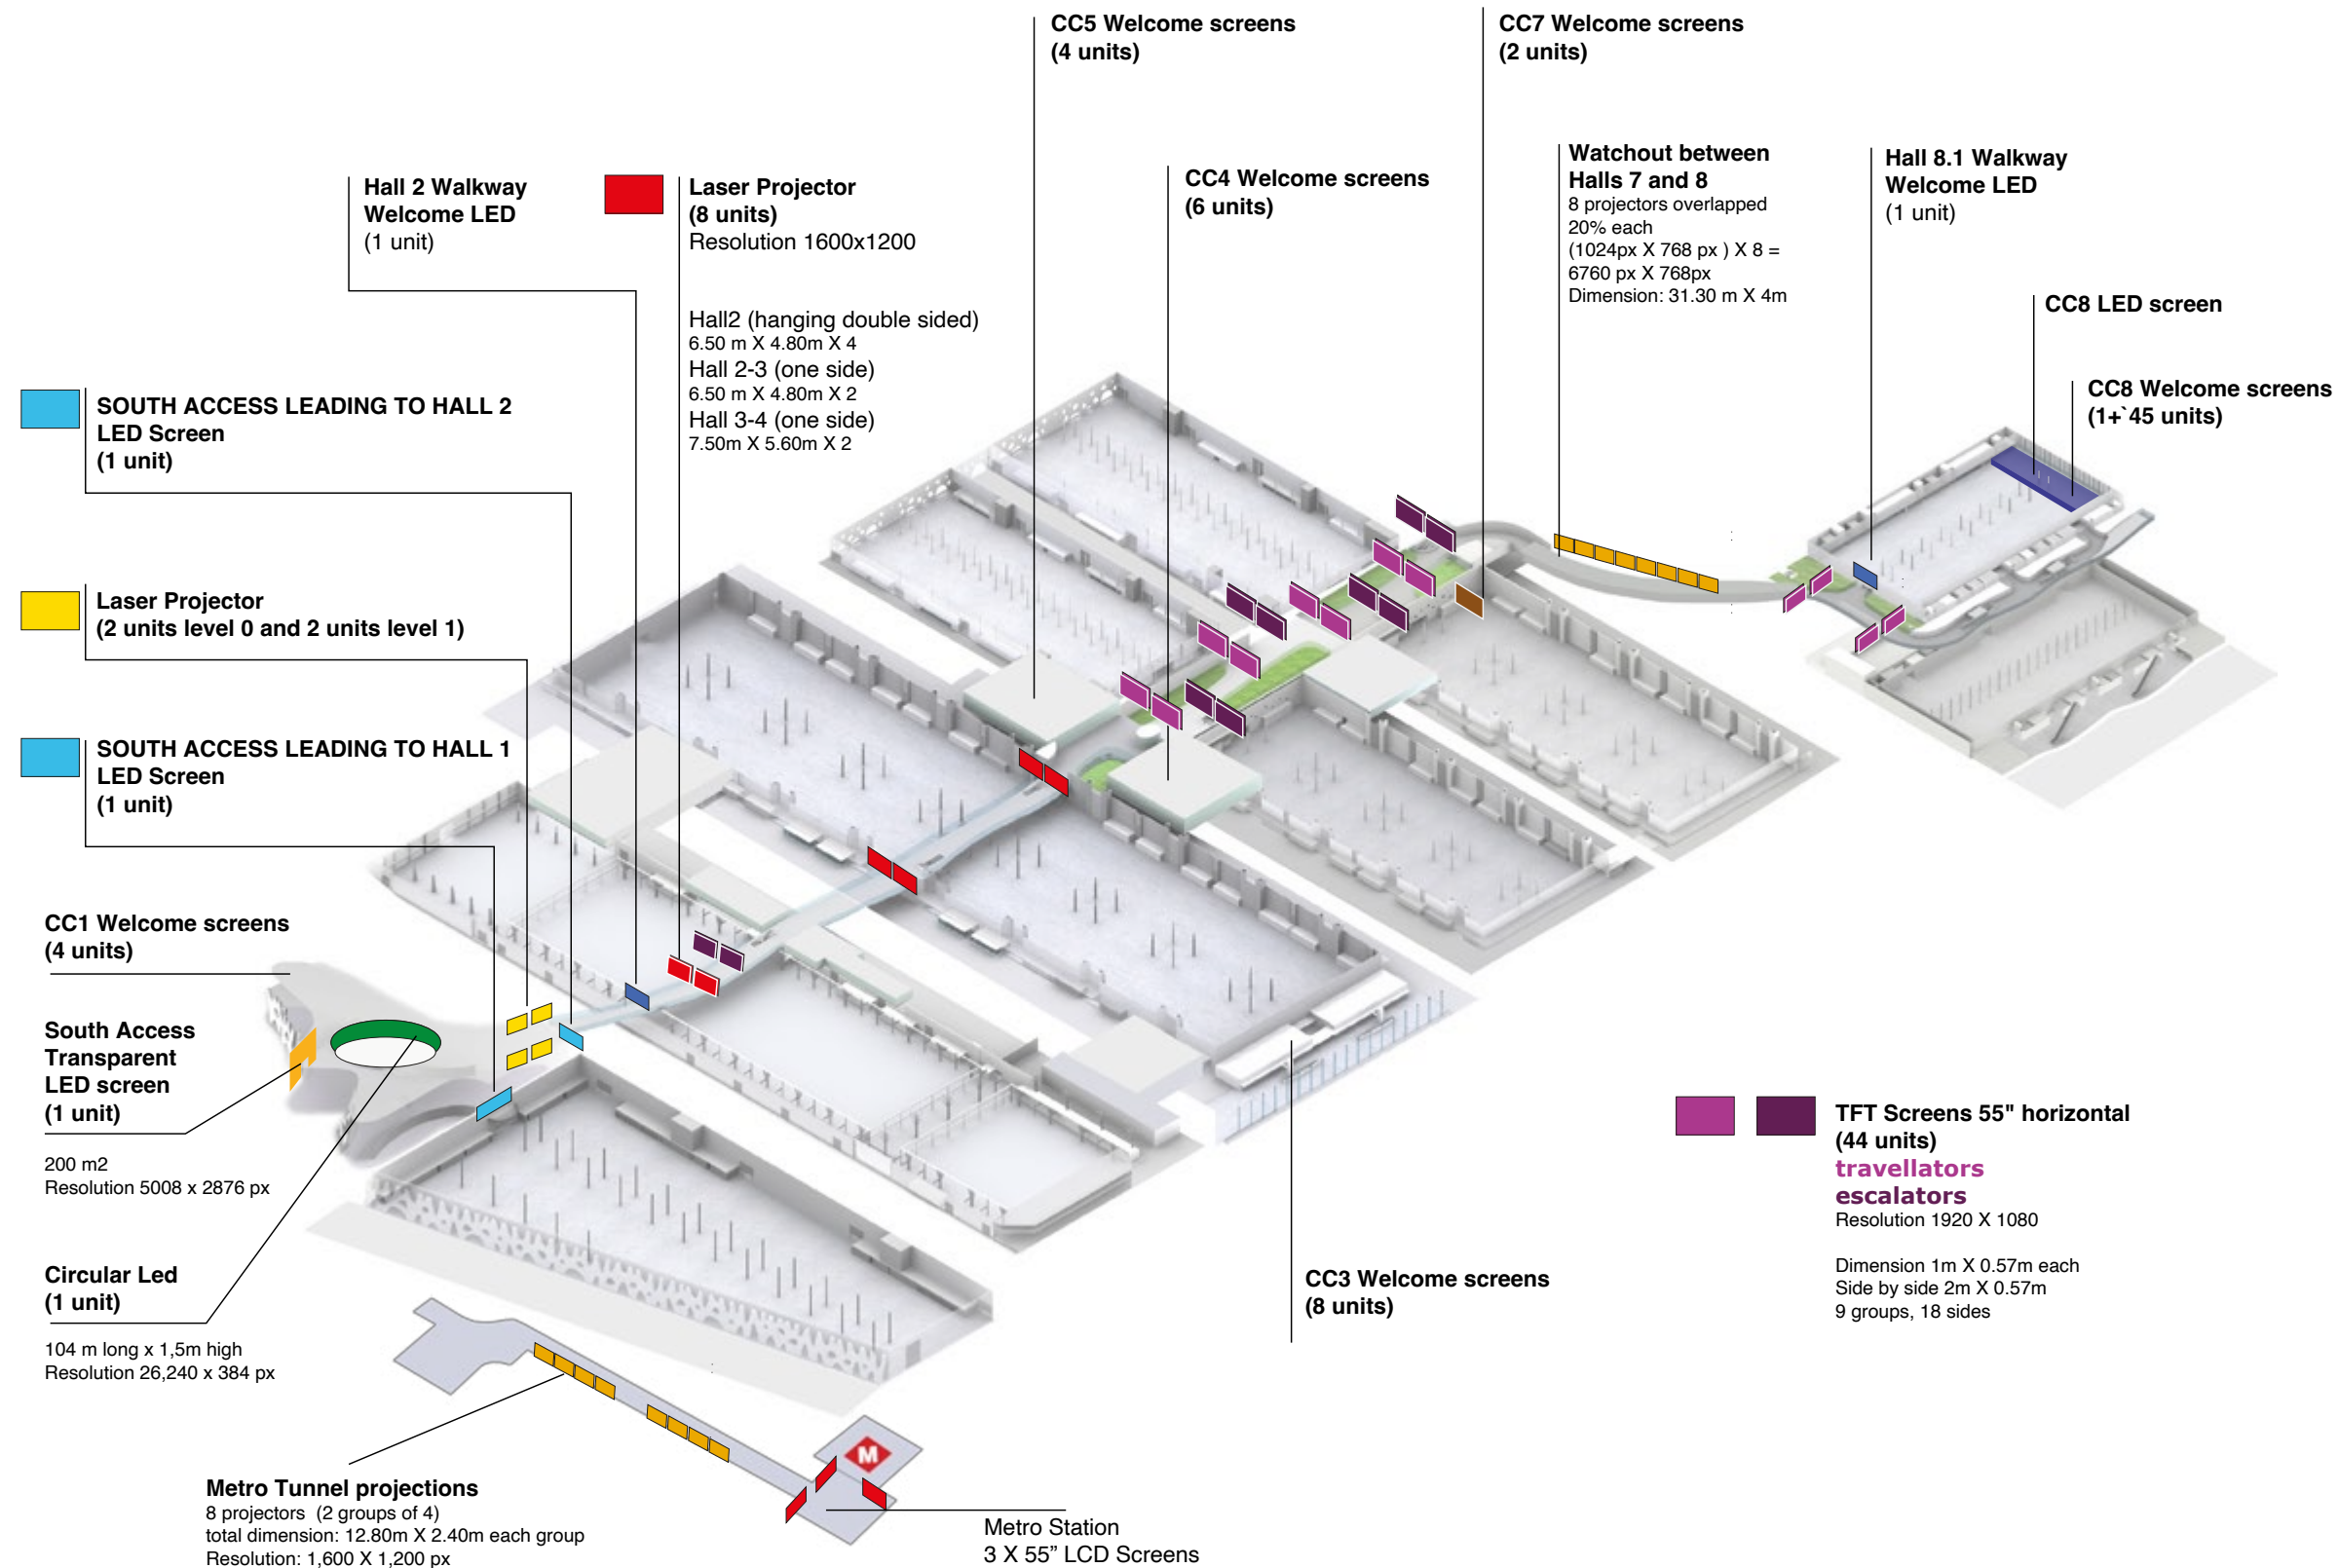 CC5 Welcome screens
(4 units)
CC7 Welcome screens
(2 units)
Watchout between
Halls 7 and 8
8 projectors overlapped
20% each
(1024px X 768 px ) X 8 =
6760 px X 768px
Dimension: 31.30 m X 4m
Hall 8.1 Walkway
Welcome LED
(1 unit)
CC4 Welcome screens
(6 units)
Hall 2 Walkway
Welcome LED
(1 unit)
Laser Projector
(8 units)
Resolution 1600x1200
Hall2 (hanging double sided)
6.50 m X 4.80m X 4
Hall 2-3 (one side)
6.50 m X 4.80m X 2
Hall 3-4 (one side)
7.50m X 5.60m X 2
CC8 LED screen
CC8 Welcome screens
(1+`45 units)
SOUTH ACCESS LEADING TO HALL 2
LED Screen
(1 unit)
Laser Projector
(2 units level 0 and 2 units level 1)
SOUTH ACCESS LEADING TO HALL 1
LED Screen
(1 unit)
CC1 Welcome screens
(4 units)
South Access
Transparent
LED screen
(1 unit)
200 m2
Resolution 5008 x 2876 px
Circular Led
(1 unit)
104 m long x 1,5m high
Resolution 26,240 x 384 px
TFT Screens 55" horizontal
(44 units)
travellators
escalators
Resolution 1920 X 1080
Dimension 1m X 0.57m each
Side by side 2m X 0.57m
9 groups, 18 sides
CC3 Welcome screens
(8 units)
M
Metro Tunnel projections
8 projectors (2 groups of 4)
total dimension: 12.80m X 2.40m each group
Resolution: 1,600 X 1,200 px
Metro Station
3 X 55” LCD Screens